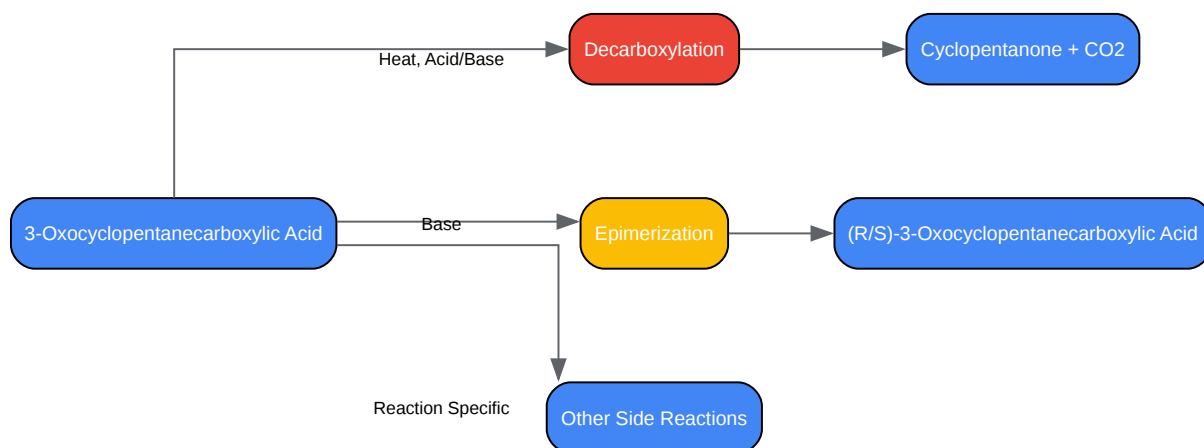 Heat, Acid/Base
Decarboxylation
Cyclopentanone + CO2
3-Oxocyclopentanecarboxylic Acid
Base
Epimerization
(R/S)-3-Oxocyclopentanecarboxylic Acid
Reaction Specific
Other Side Reactions